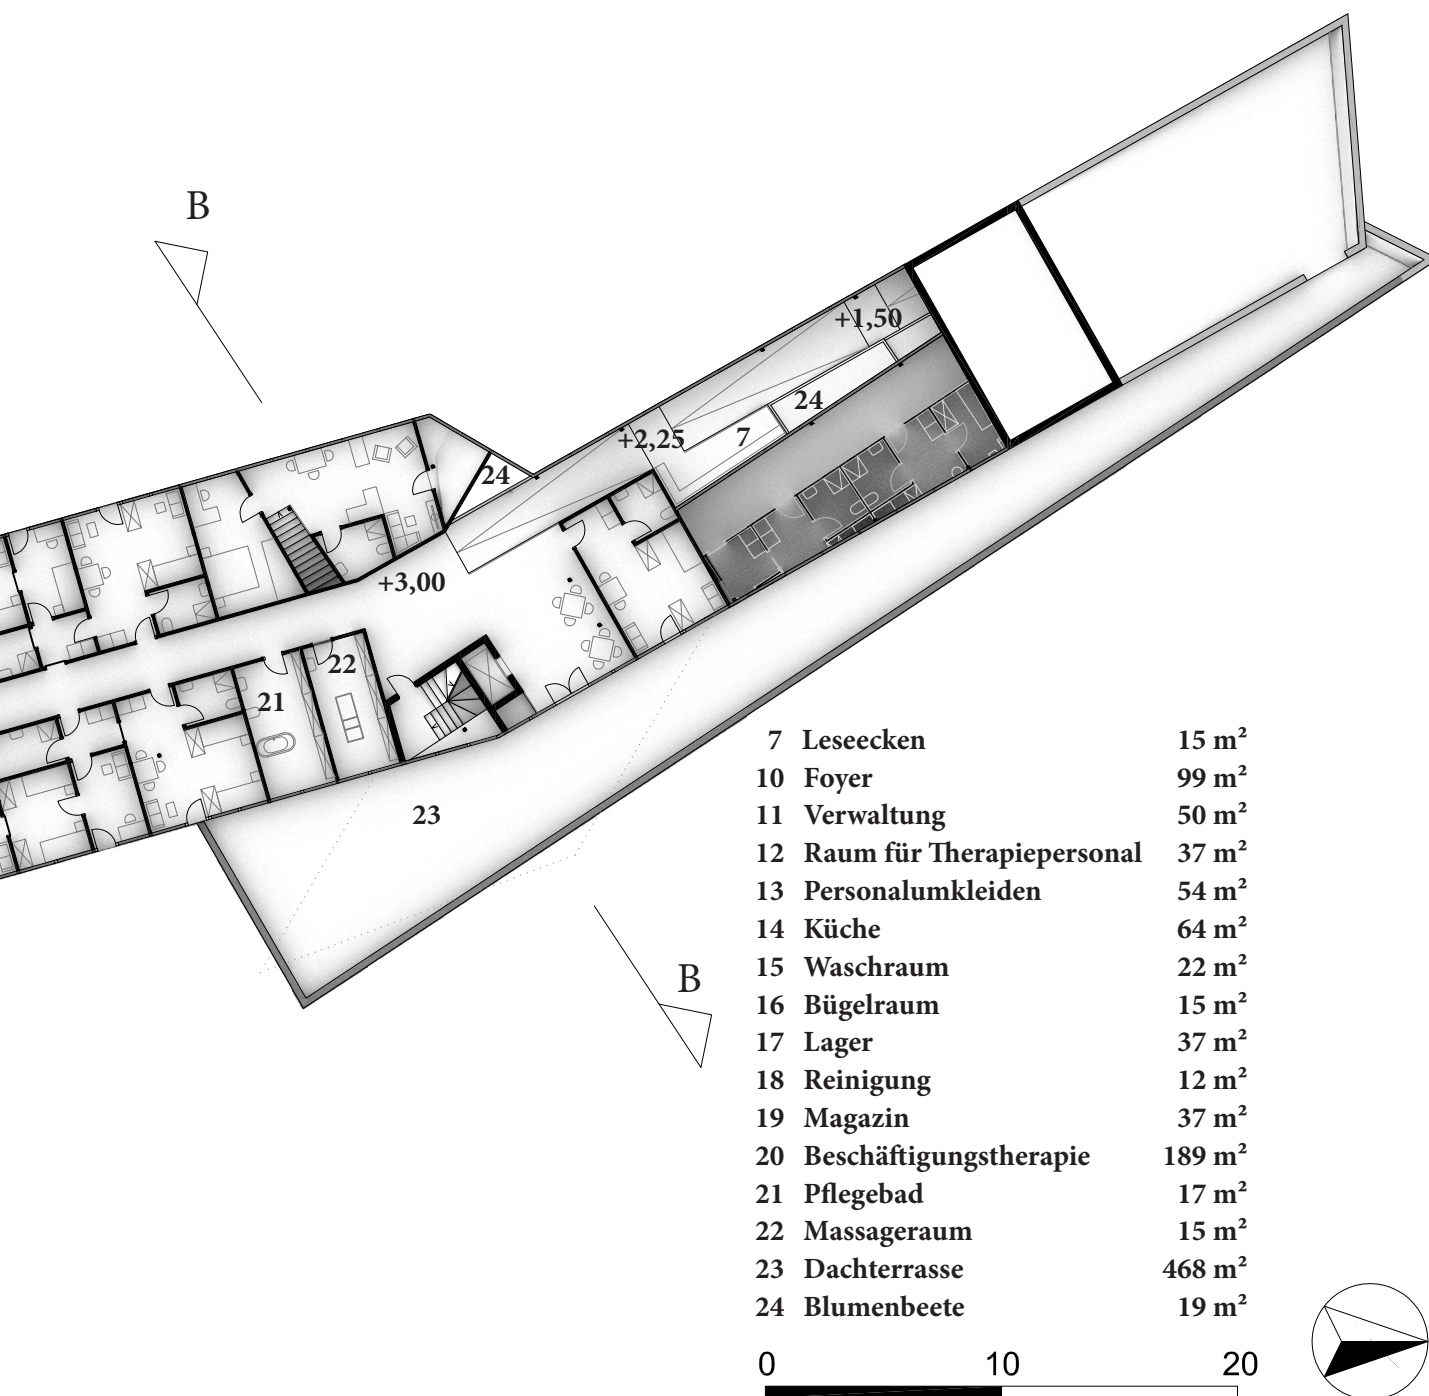 B
+1,50
24
+2,25
7
24
+3,00
22
21
23
B
7 Leseecken 15 m²
10 Foyer 99 m²
11 Verwaltung 50 m²
12 Raum für Therapiepersonal 37 m²
13 Personalumkleiden 54 m²
14 Küche 64 m²
15 Waschraum 22 m²
16 Bügelraum 15 m²
17 Lager 37 m²
18 Reinigung 12 m²
19 Magazin 37 m²
20 Beschäftigungstherapie 189 m²
21 Pflegebad 17 m²
22 Massageraum 15 m²
23 Dachterrasse 468 m²
24 Blumenbeete 19 m²
0 10 20